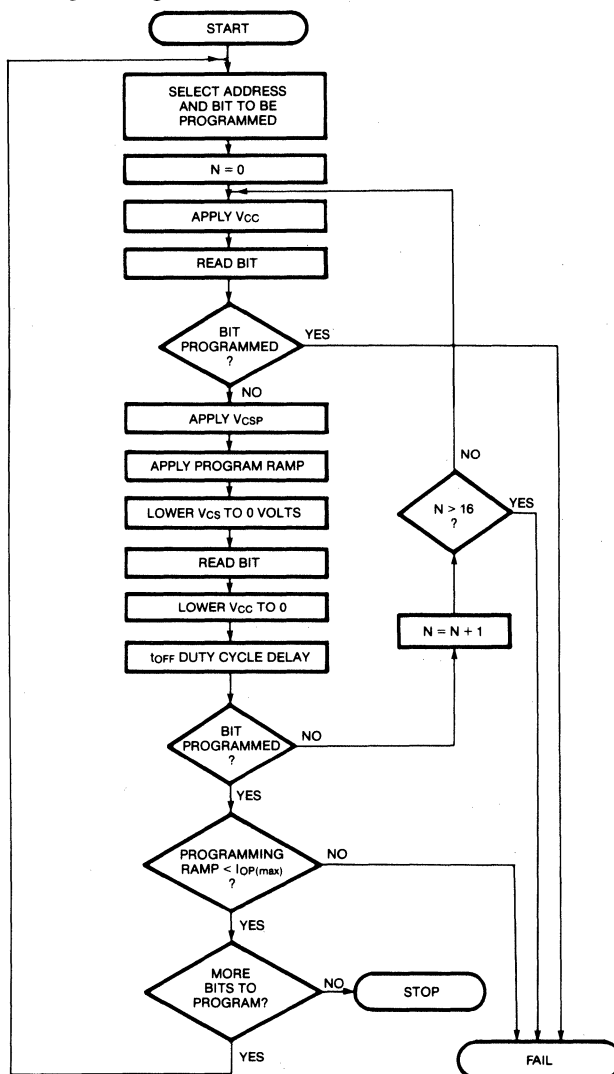 START
SELECT ADDRESS
AND BIT TO BE
PROGRAMMED
N = 0
APPLY VCC
READ BIT
BIT
PROGRAMMED
?
YES
NO
APPLY VCSP
APPLY PROGRAM RAMP
LOWER VCS TO 0 VOLTS
READ BIT
LOWER VCC TO 0
tOFF DUTY CYCLE DELAY
BIT
PROGRAMMED
?
NO
N = N + 1
N > 16
?
NO
YES
YES
PROGRAMMING
RAMP < IOP(max)
?
NO
YES
MORE
BITS TO
PROGRAM?
NO
STOP
YES
FAIL